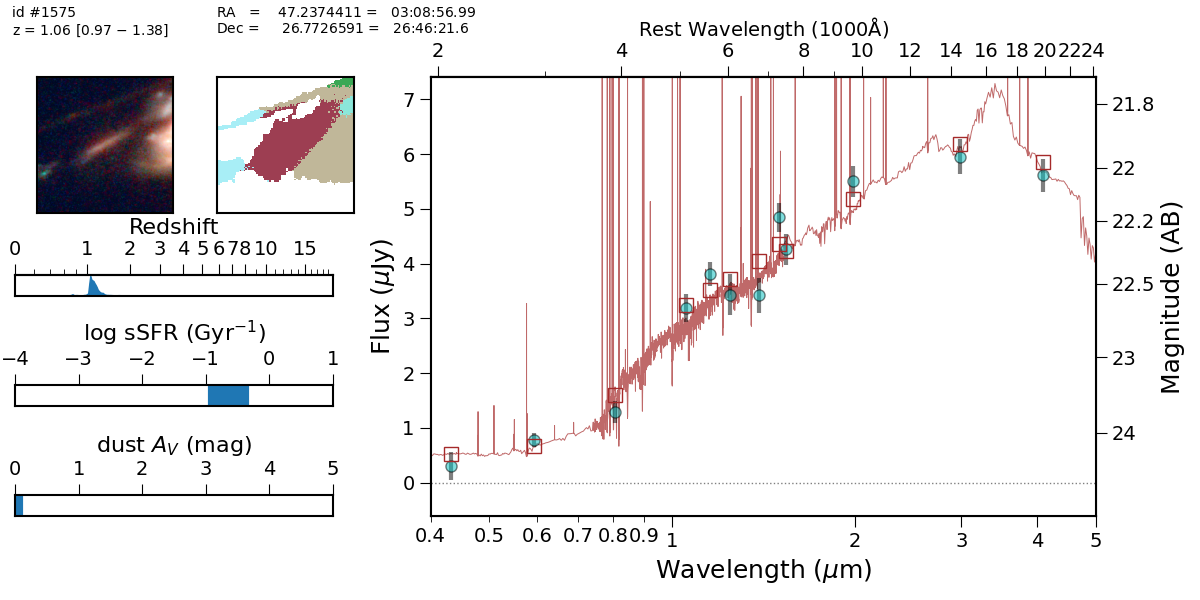 id #1575
z = 1.06 [0.97 − 1.38]
RA = 47.2374411 = 03:08:56.99
Dec = 26.7726591 = 26:46:21.6
Redshift
0 1 2 3 4 5 6 7 8 10 15
log sSFR (Gyr⁻¹)
−4 −3 −2 −1 0 1
dust A_V (mag)
0 1 2 3 4 5
Rest Wavelength (1000Å)
2 4 6 8 10 12 14 16 18 20 22 24
Flux (μJy)
7
6
5
4
3
2
1
0
21.8
22
22.2
22.5
23
24
Magnitude (AB)
0.4 0.5 0.6 0.7 0.8 0.9 1 2 3 4 5
Wavelength (μm)